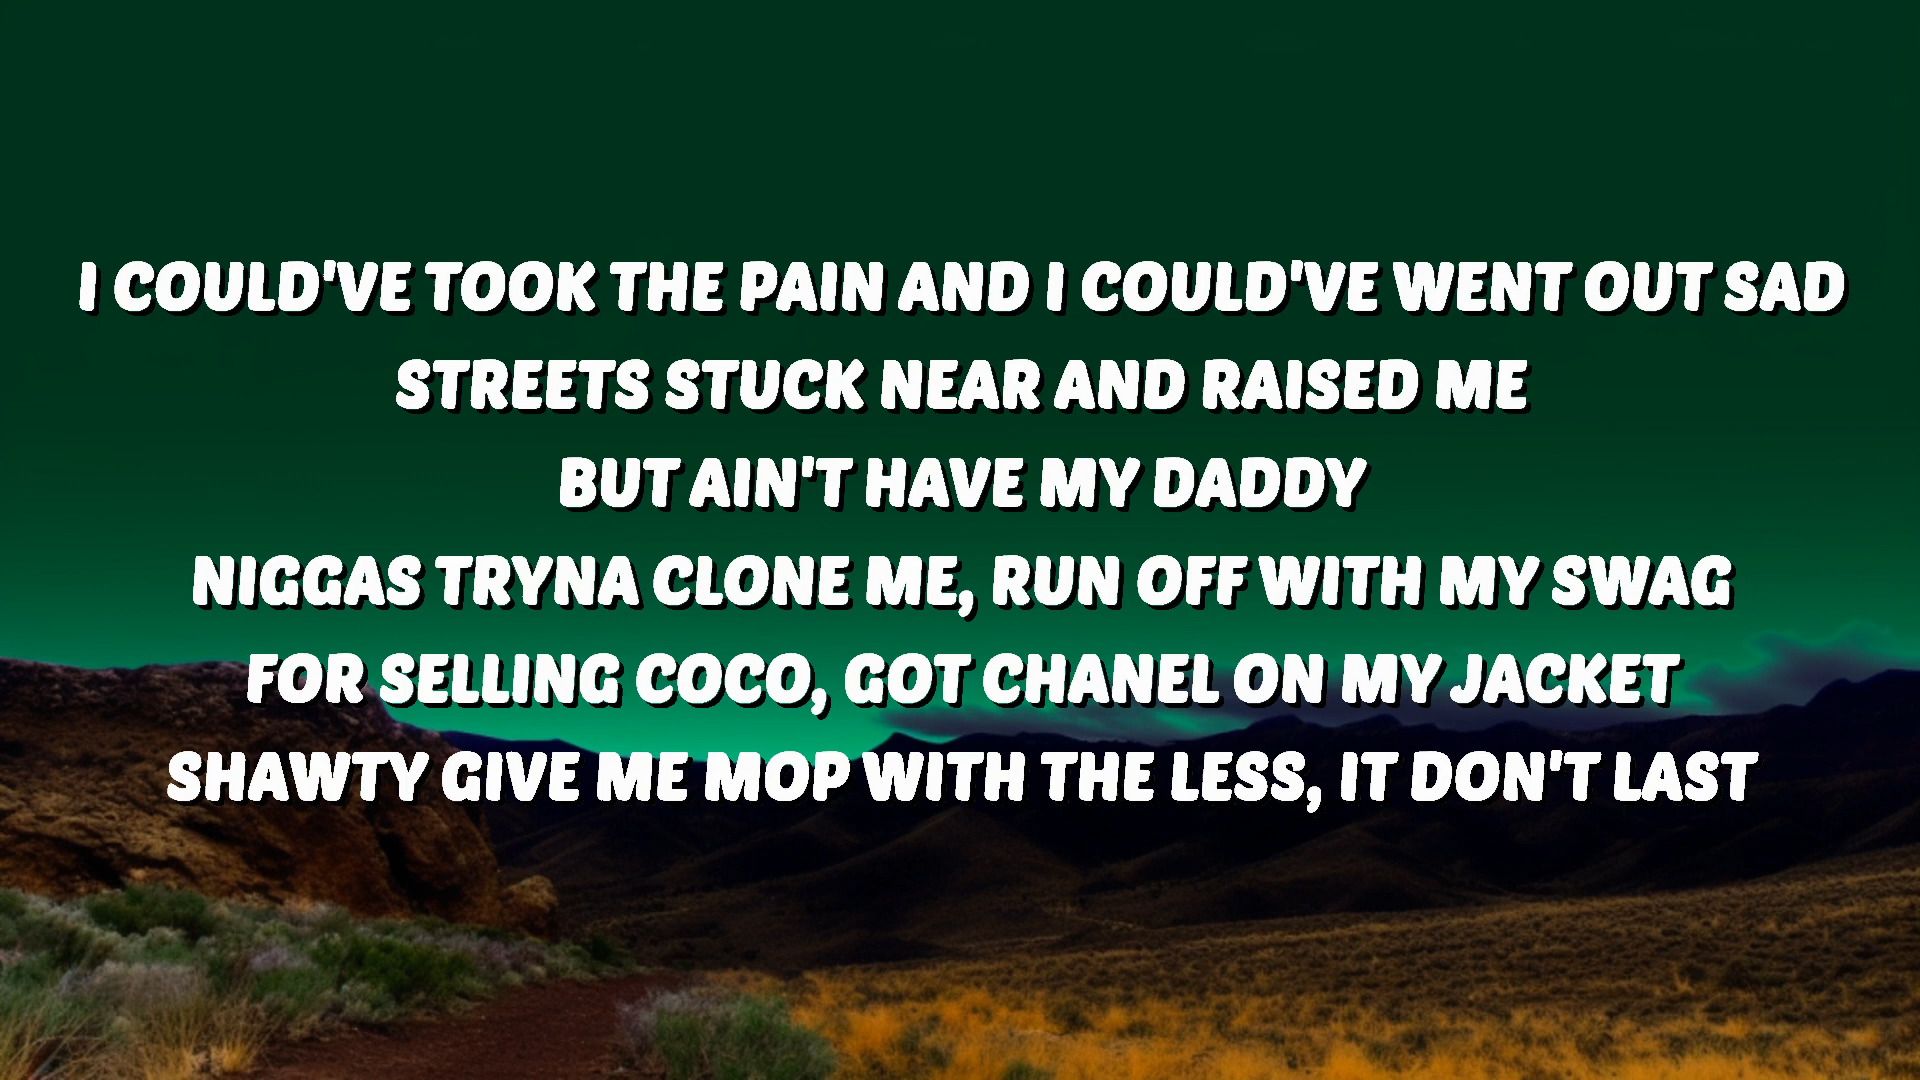 I COULD'VE TOOK THE PAIN AND I COULD'VE WENT OUT SAD
STREETS STUCK NEAR AND RAISED ME
BUT AIN'T HAVE MY DADDY
NIGGAS TRYNA CLONE ME, RUN OFF WITH MY SWAG
FOR SELLING COCO, GOT CHANEL ON MY JACKET
SHAWTY GIVE ME MOP WITH THE LESS, IT DON'T LAST